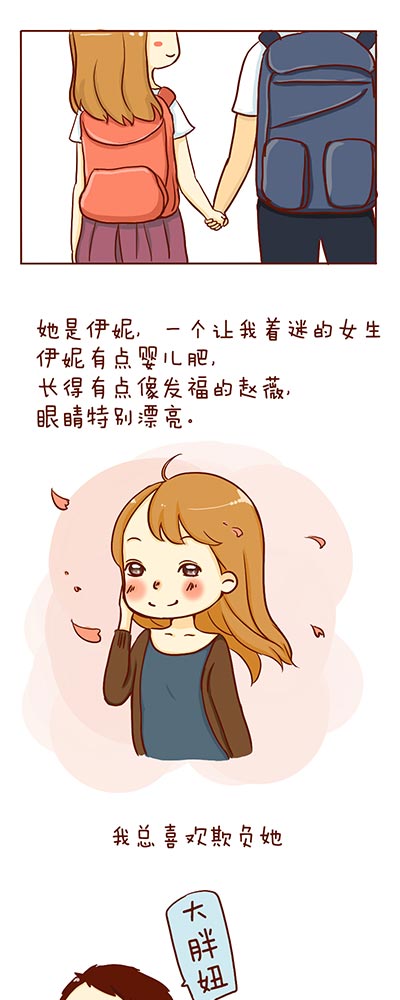 她是伊妮，一个让我着迷的女生
伊妮有点婴儿肥，
长得有点像发福的赵薇，
眼睛特别漂亮。
我总喜欢欺负她
大胖妞